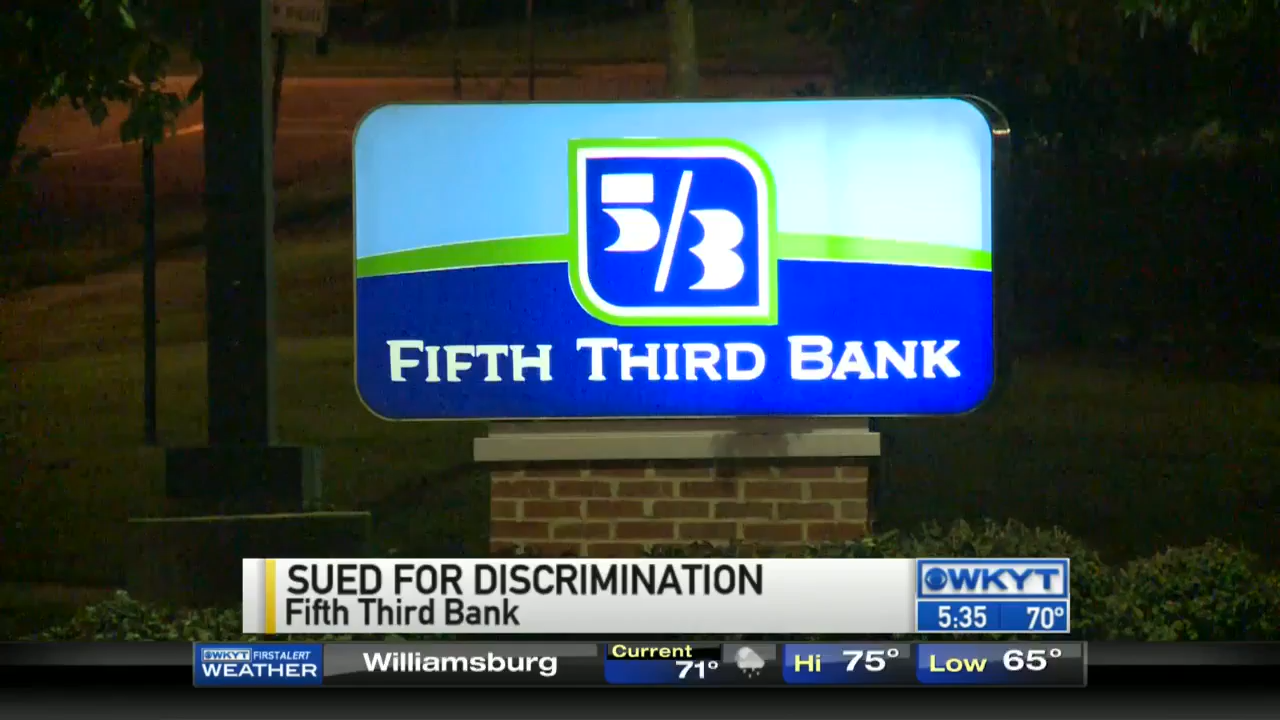 5/3
FIFTH THIRD BANK
SUED FOR DISCRIMINATION
Fifth Third Bank
WKYT
5:35 70°
WKYT FIRSTALERT
WEATHER
Williamsburg
Current
71°
Hi 75°
Low 65°